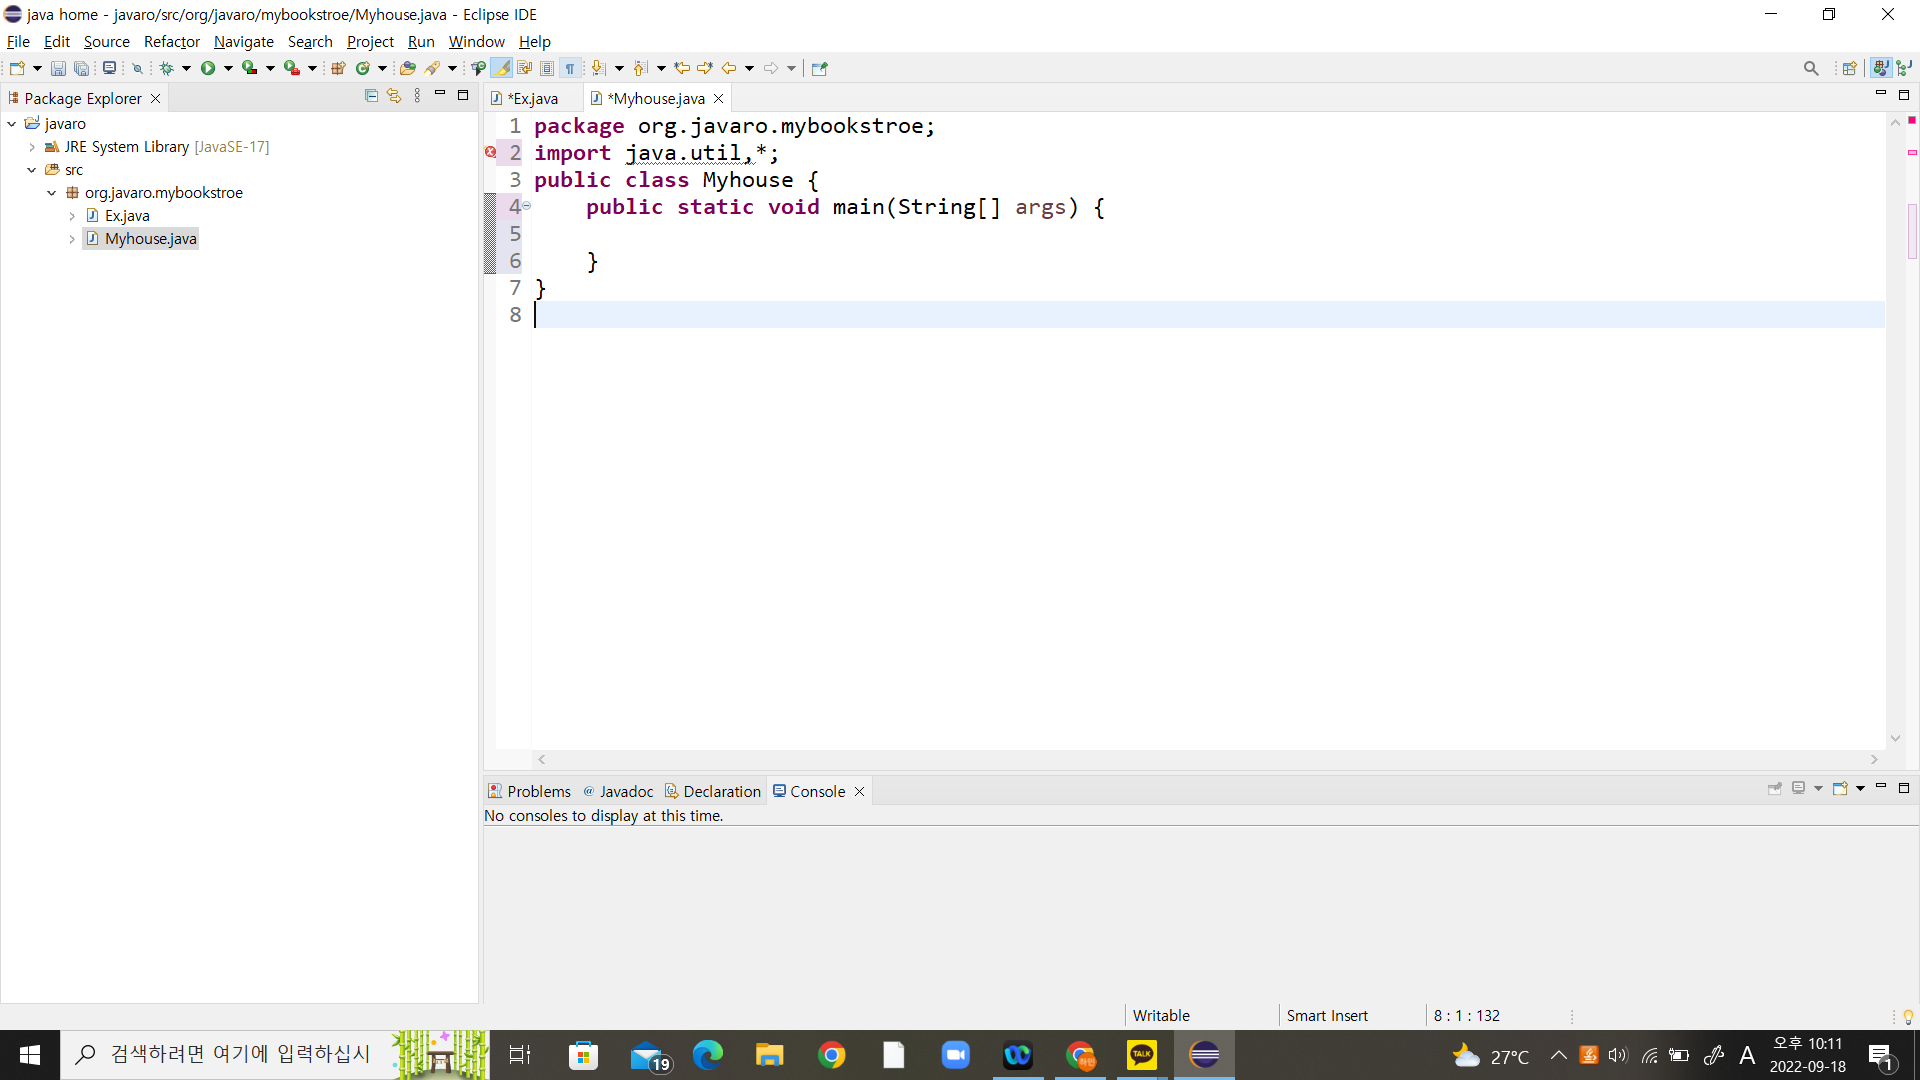 java home - javaro/src/org/javaro/mybookstroe/Myhouse.java - Eclipse IDE
File Edit Source Refactor Navigate Search Project Run Window Help
Package Explorer
*Ex.java
*Myhouse.java
javaro
JRE System Library [JavaSE-17]
src
org.javaro.mybookstroe
Ex.java
Myhouse.java
1 package org.javaro.mybookstroe;
2 import java.util,*;
3 public class Myhouse {
4 public static void main(String[] args) {
5
6 }
7 }
8
Problems @ Javadoc Declaration Console
No consoles to display at this time.
Writable Smart Insert 8 : 1 : 132
검색하려면 여기에 입력하십시
19
TALK
27°C
A
오후 10:11
2022-09-18
1